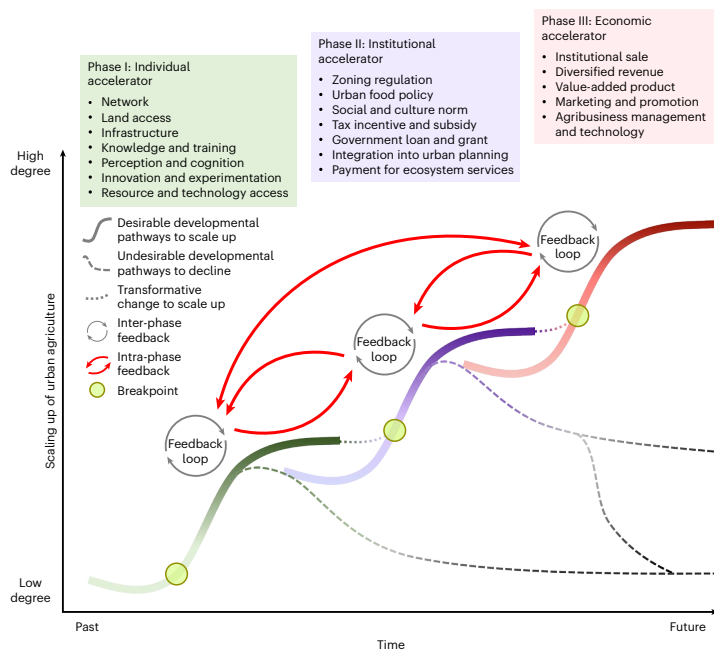 Phase I: Individual
accelerator
• Network
• Land access
• Infrastructure
• Knowledge and training
• Perception and cognition
• Innovation and experimentation
• Resource and technology access
Phase II: Institutional
accelerator
• Zoning regulation
• Urban food policy
• Social and culture norm
• Tax incentive and subsidy
• Government loan and grant
• Integration into urban planning
• Payment for ecosystem services
Phase III: Economic
accelerator
• Institutional sale
• Diversified revenue
• Value-added product
• Marketing and promotion
• Agribusiness management
and technology
High
degree
Scaling up of urban agriculture
Low
degree
Desirable developmental
pathways to scale up
Undesirable developmental
pathways to decline
Transformative
change to scale up
Inter-phase
feedback
Intra-phase
feedback
Breakpoint
Feedback
loop
Feedback
loop
Feedback
loop
Past
Future
Time